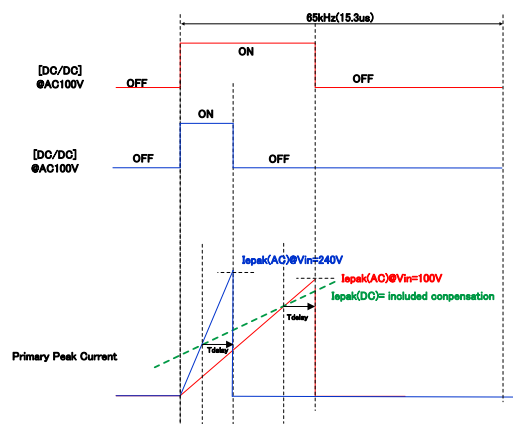 65kHz(15.3us)
ON
[DC/DC]
@AC100V
OFF
OFF
ON
[DC/DC]
@AC100V
OFF
OFF
Iepak(AC)@Vin=240V
Iepak(AC)@Vin=100V
Iepak(DC)= included conpensation
Tdelay
Tdelay
Primary Peak Current